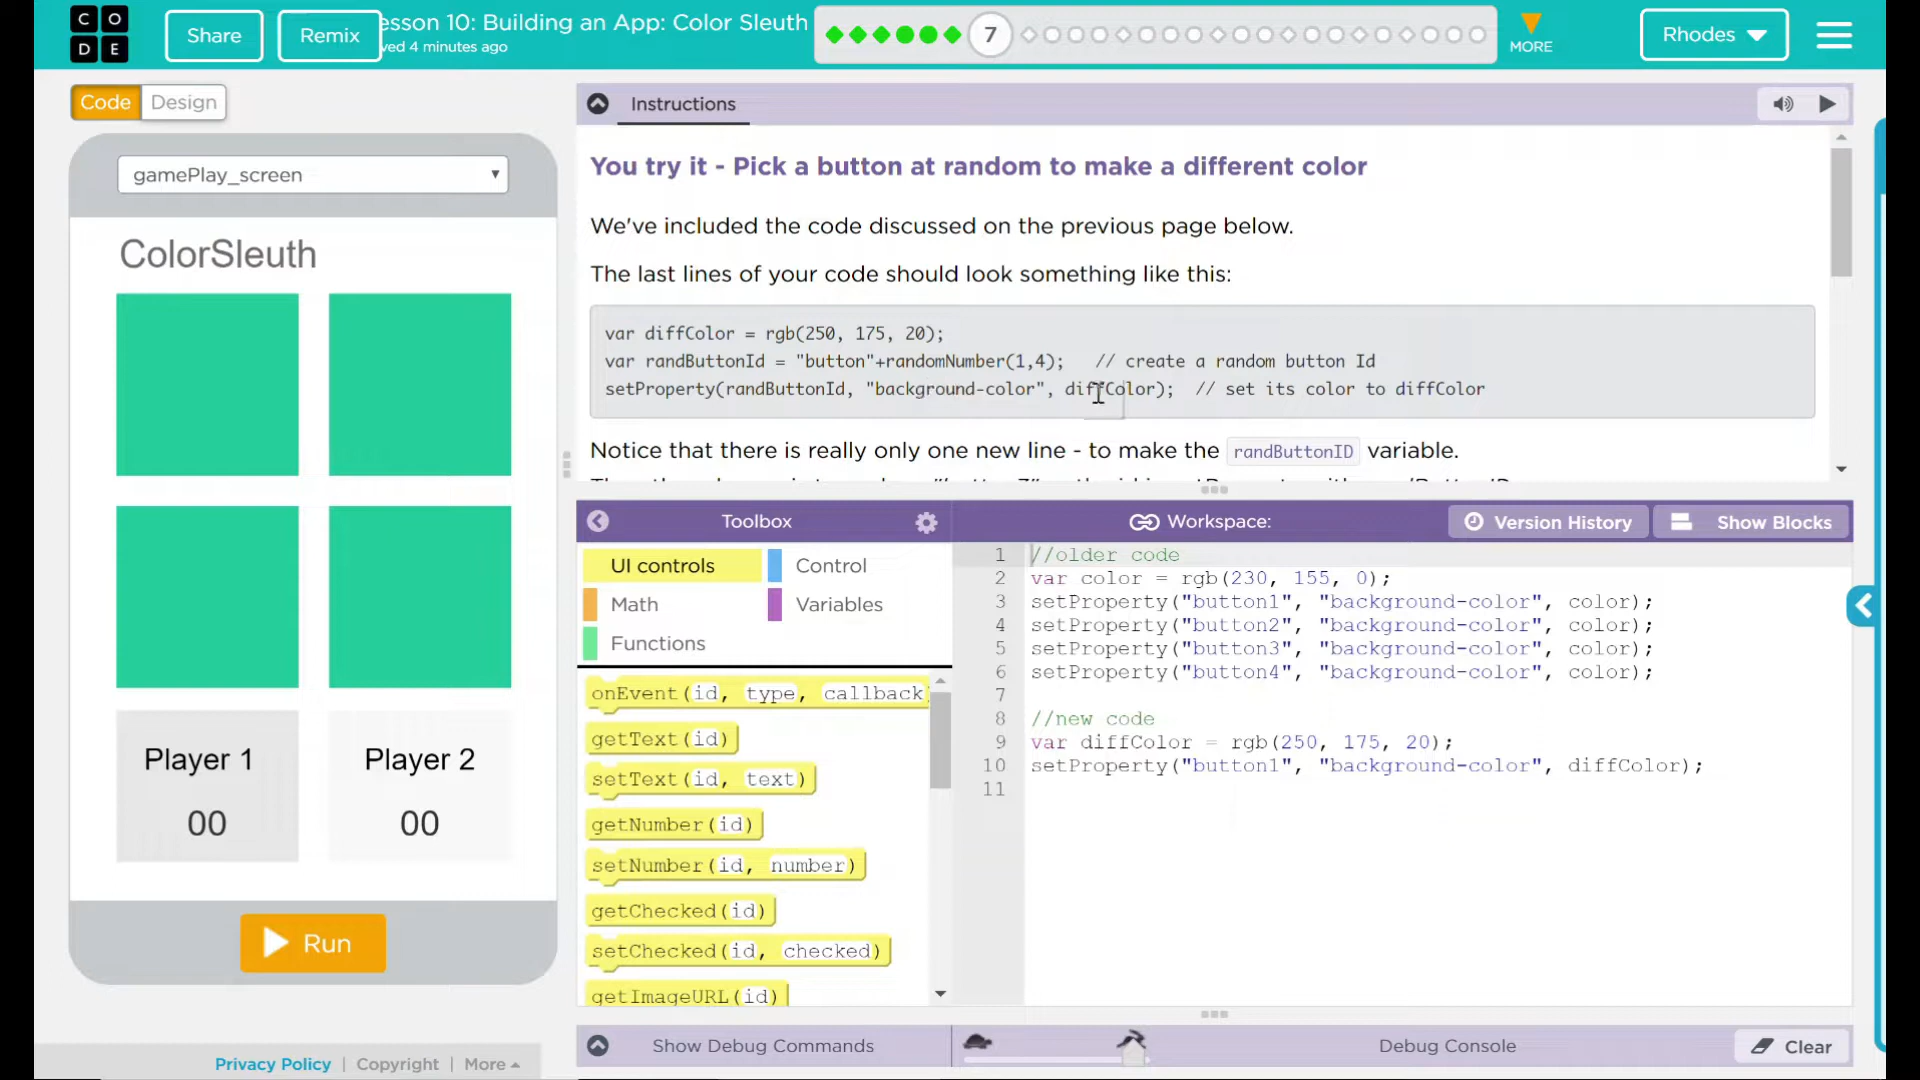 CODE
Share
Remix
esson 10: Building an App: Color Sleuth
ved 4 minutes ago
7
MORE
Rhodes
Code
Design
gamePlay_screen
ColorSleuth
Player 1
00
Player 2
00
Run
Privacy Policy | Copyright | More
Instructions
You try it - Pick a button at random to make a different color
We've included the code discussed on the previous page below.
The last lines of your code should look something like this:
var diffColor = rgb(250, 175, 20);
var randButtonId = "button"+randomNumber(1,4); // create a random button Id
setProperty(randButtonId, "background-color", diffColor); // set its color to diffColor
Notice that there is really only one new line - to make the randButtonID variable.
Toolbox
UI controls
Control
Math
Variables
Functions
onEvent(id, type, callback)
getText(id)
setText(id, text)
getNumber(id)
setNumber(id, number)
getChecked(id)
setChecked(id, checked)
getImageURL(id)
Workspace:
Version History
Show Blocks
1 //older code
2 var color = rgb(230, 155, 0);
3 setProperty("button1", "background-color", color);
4 setProperty("button2", "background-color", color);
5 setProperty("button3", "background-color", color);
6 setProperty("button4", "background-color", color);
7
8 //new code
9 var diffColor = rgb(250, 175, 20);
10 setProperty("button1", "background-color", diffColor);
11
Show Debug Commands
Debug Console
Clear